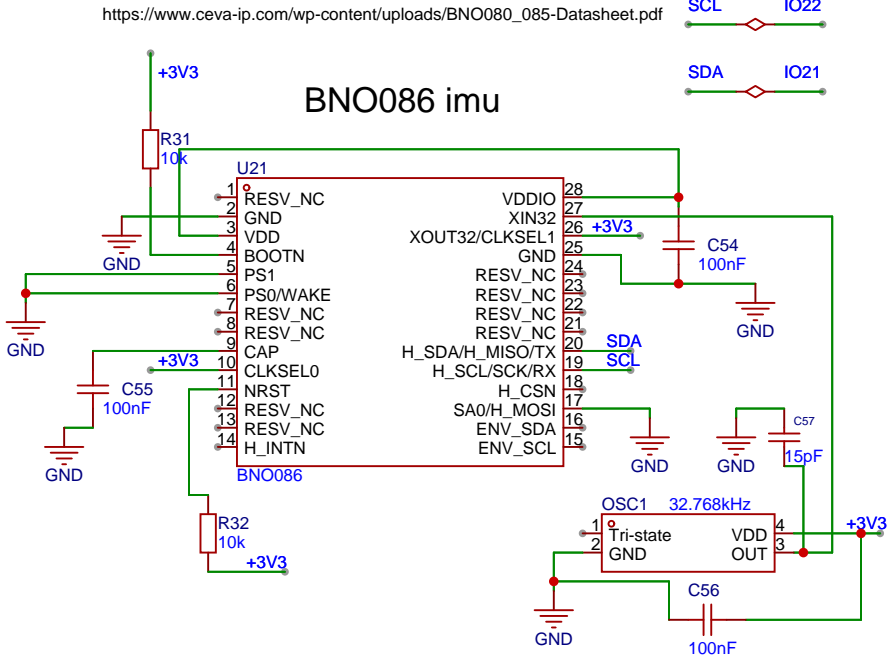 https://www.ceva-ip.com/wp-content/uploads/BNO080_085-Datasheet.pdf
SCL IO22
SDA IO21
+3V3
BNO086 imu
R31
10k
U21
1 RESV_NC
2 GND
3 VDD
4 BOOTN
5 PS1
6 PS0/WAKE
7 RESV_NC
8 RESV_NC
9 CAP
10 CLKSEL0
11 NRST
12 RESV_NC
13 RESV_NC
14 H_INTN
BNO086
VDDIO 28
XIN32 27
XOUT32/CLKSEL1 26 +3V3
GND 25
RESV_NC 24
RESV_NC 23
RESV_NC 22
RESV_NC 21
H_SDA/H_MISO/TX 20 SDA
H_SCL/SCK/RX 19 SCL
H_CSN 18
SA0/H_MOSI 17
ENV_SDA 16
ENV_SCL 15
GND
GND
+3V3
C55
100nF
GND
R32
10k
+3V3
C54
100nF
GND
GND
GND
C57
15pF
OSC1 32.768kHz
1 Tri-state
2 GND
VDD 4
OUT 3
+3V3
GND
C56
100nF